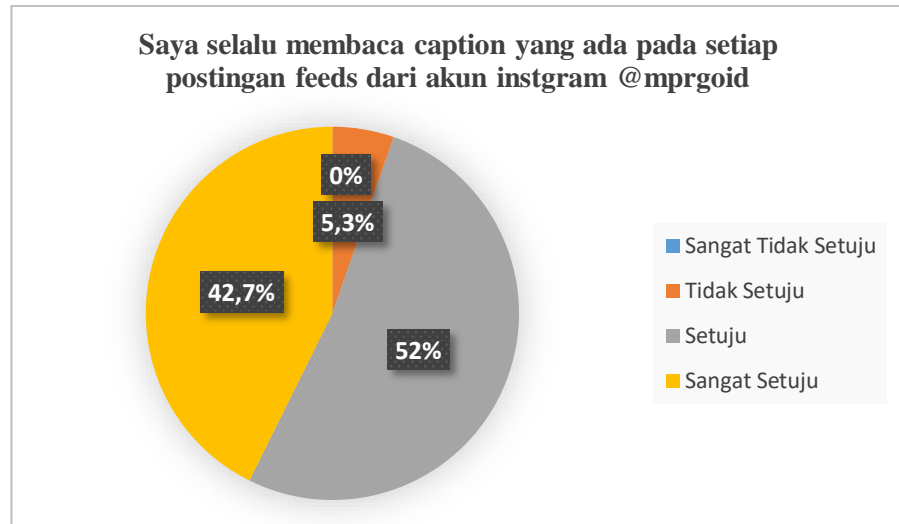 Saya selalu membaca caption yang ada pada setiap
postingan feeds dari akun instgram @mprgoid
0%
5,3%
42,7%
52%
Sangat Tidak Setuju
Tidak Setuju
Setuju
Sangat Setuju